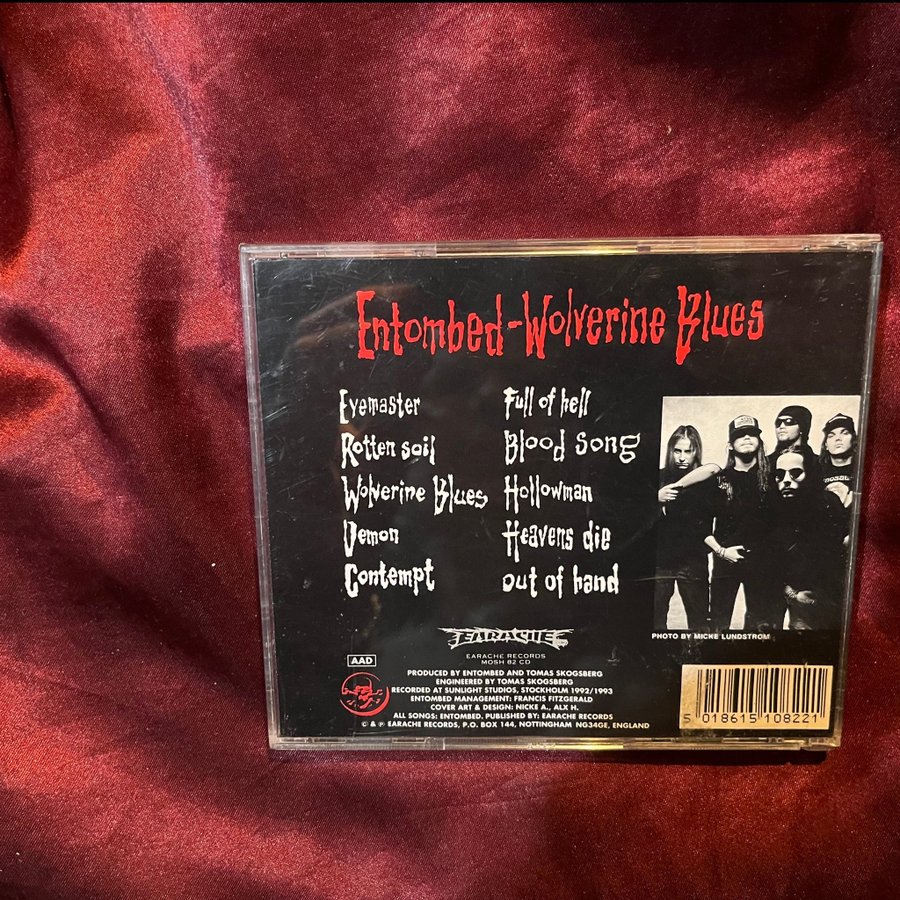 Entombed-Wolverine Blues
Eyemaster
Rotten soil
Wolverine Blues
Demon
Contempt
Full of hell
Blood Song
Hollowman
Heavens die
out of hand
PHOTO BY MICKE LUNDSTROM
EARACHE
EARACHE RECORDS
MOSH 82 CD
AAD
PRODUCED BY ENTOMBED AND TOMAS SKOGSBERG
ENGINEERED BY TOMAS SKOGSBERG
RECORDED AT SUNLIGHT STUDIOS, STOCKHOLM 1992/1993
ENTOMBED MANAGEMENT: FRANCIS FITZGERALD
COVER ART & DESIGN: NICKE A., ALX H.
ALL SONGS: ENTOMBED. PUBLISHED BY: EARACHE RECORDS
© & ℗ EARACHE RECORDS, P.O. BOX 144, NOTTINGHAM NG34GE, ENGLAND
5 018615 108221